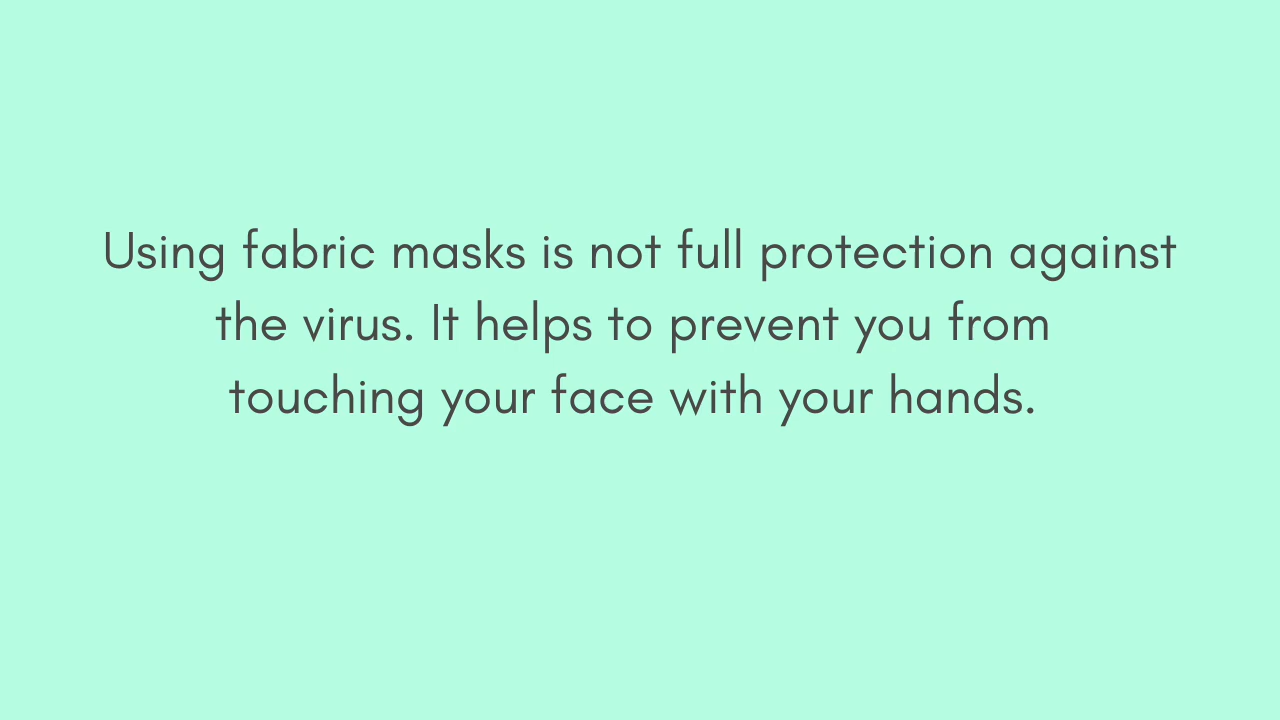 Using fabric masks is not full protection against
the virus. It helps to prevent you from
touching your face with your hands.